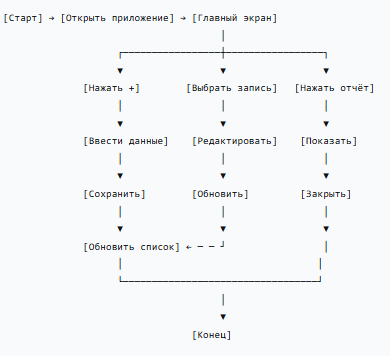 [Старт] → [Открыть приложение] → [Главный экран]
[Нажать +] [Выбрать запись] [Нажать отчёт]
[Ввести данные] [Редактировать] [Показать]
[Сохранить] [Обновить] [Закрыть]
[Обновить список] ←
[Конец]